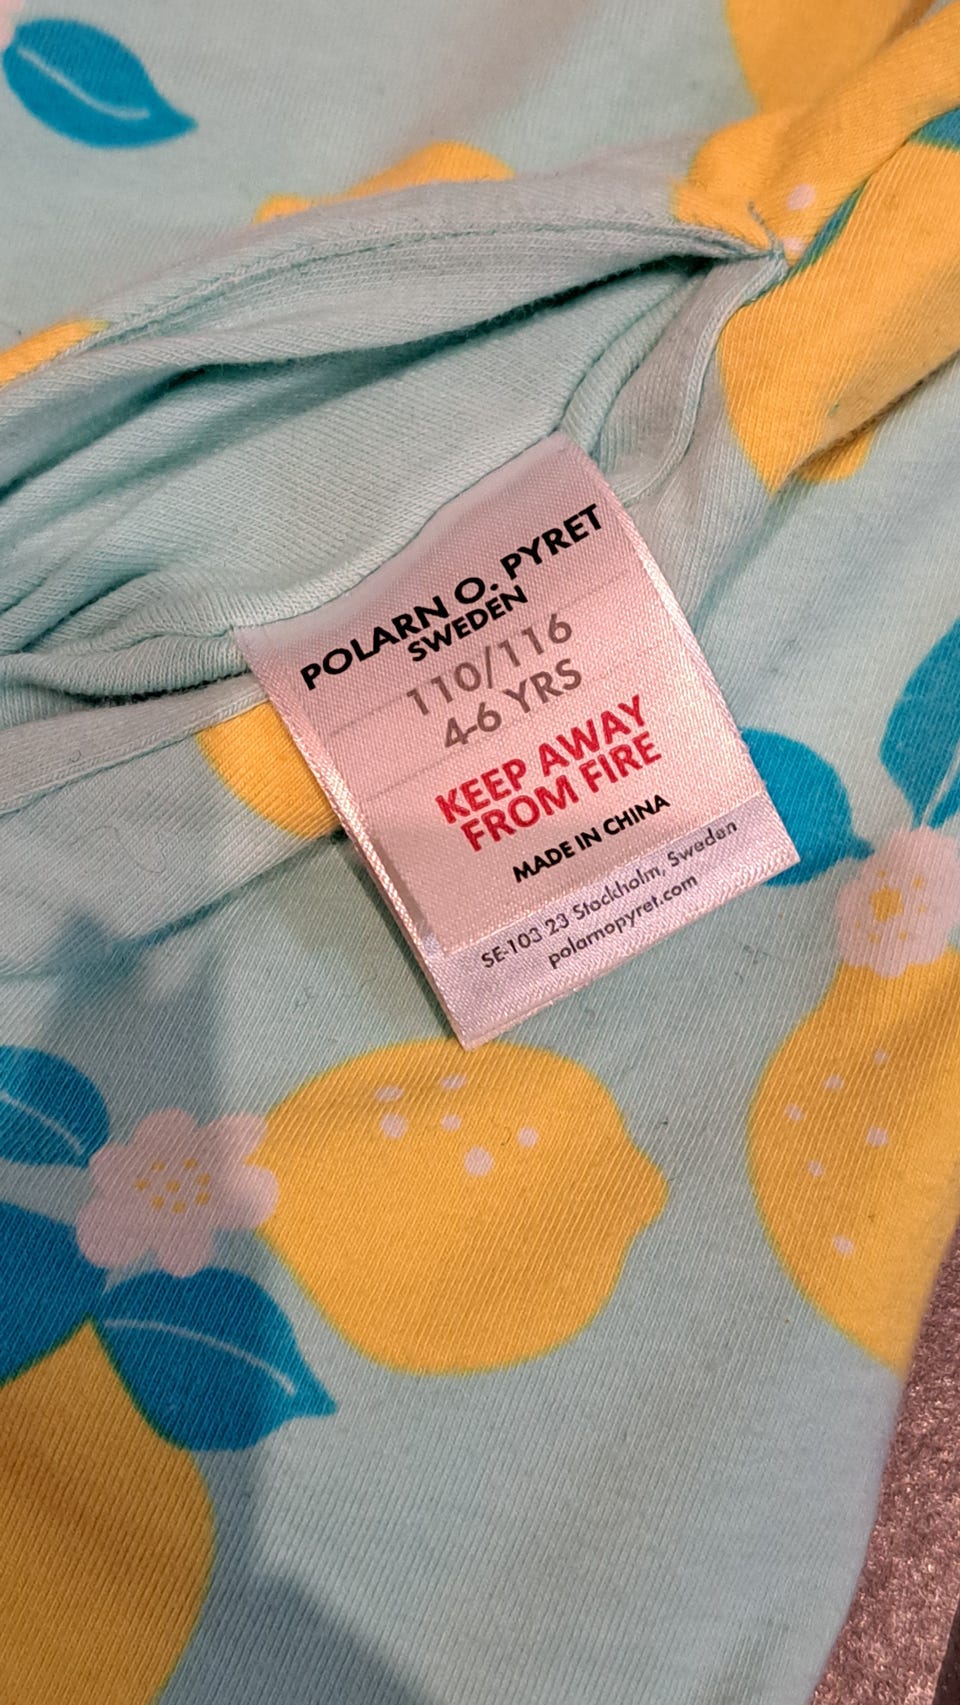 POLARN O. PYRET
SWEDEN
110/116
4-6 YRS
KEEP AWAY
FROM FIRE
MADE IN CHINA
SE-103 23 Stockholm, Sweden
polarnopyret.com